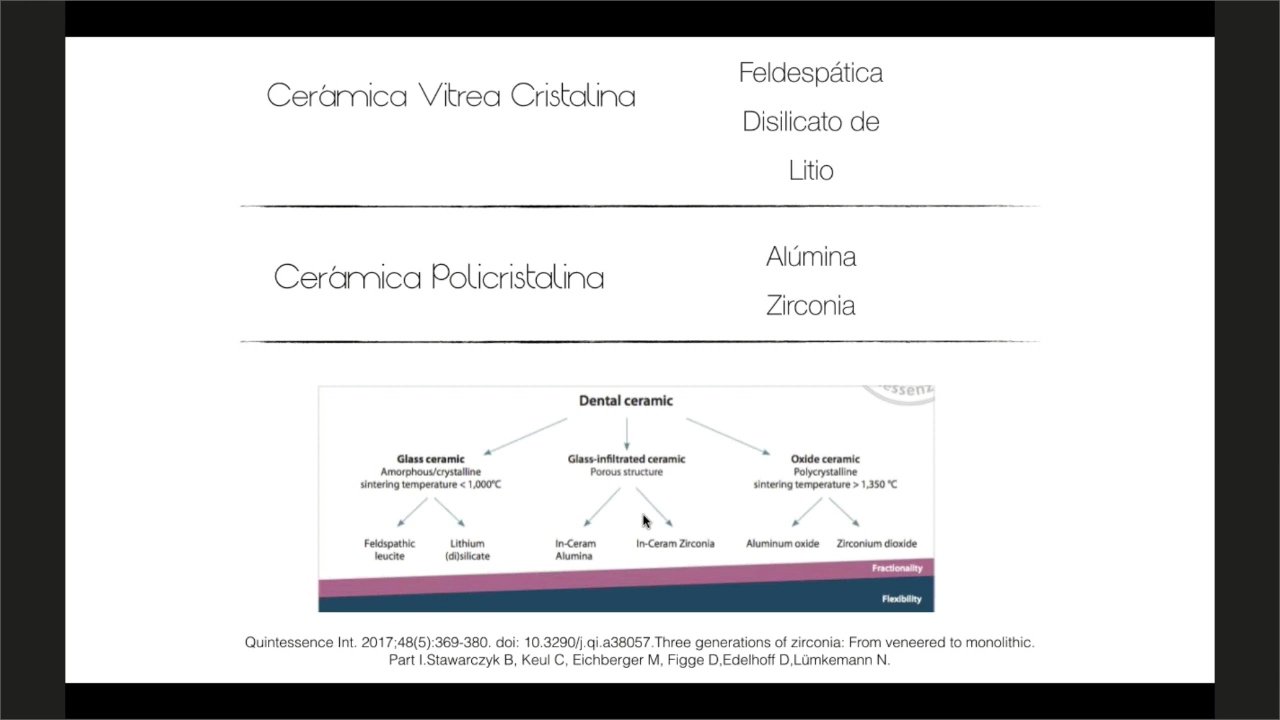 Cerámica Vitrea Cristalina
Feldespática
Disilicato de
Litio
Cerámica Policristalina
Alúmina
Zirconia
Dental ceramic
Glass ceramic
Amorphous/crystalline
sintering temperature < 1,000°C
Glass-infiltrated ceramic
Porous structure
Oxide ceramic
Polycrystalline
sintering temperature > 1,350 °C
Feldspathic
leucite
Lithium
(di)silicate
In-Ceram
Alumina
In-Ceram Zirconia
Aluminum oxide
Zirconium dioxide
Fractionality
Flexibility
Quintessence Int. 2017;48(5):369-380. doi: 10.3290/j.qi.a38057.Three generations of zirconia: From veneered to monolithic.
Part I.Stawarczyk B, Keul C, Eichberger M, Figge D,Edelhoff D,Lümkemann N.